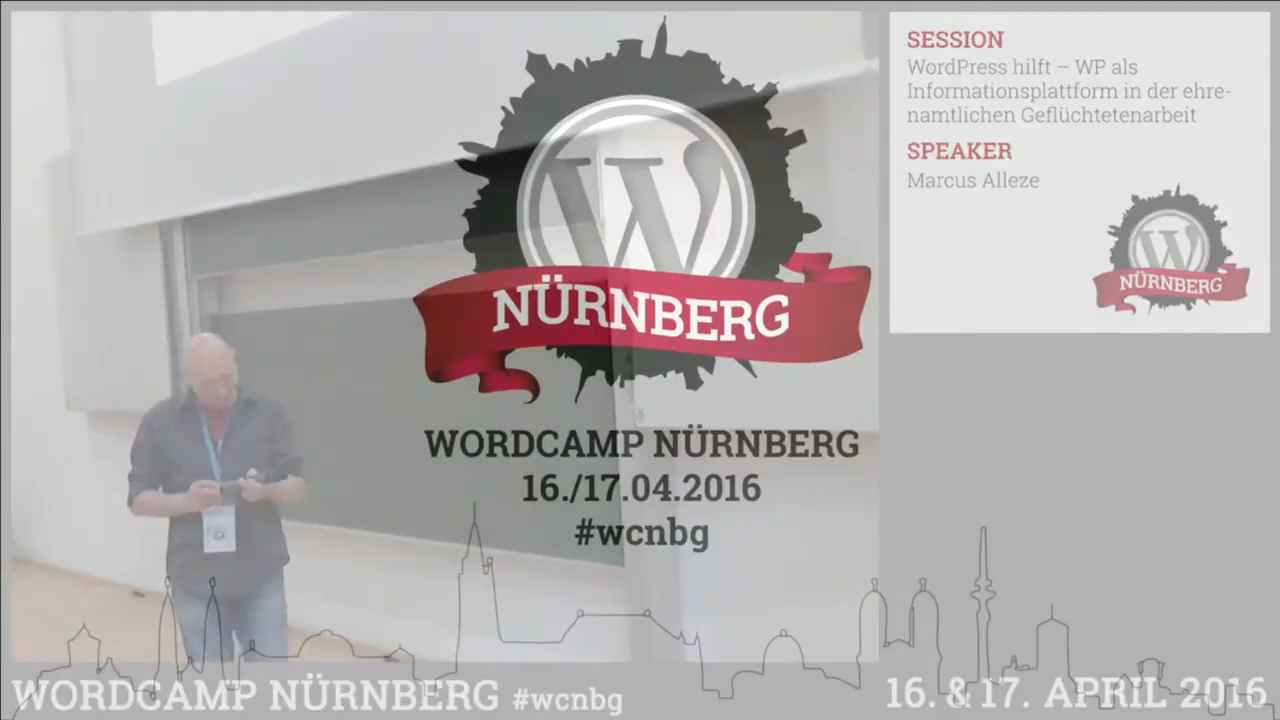 NÜRNBERG
WORDCAMP NÜRNBERG
16./17.04.2016
#wcnbg
SESSION
WordPress hilft – WP als
Informationsplattform in der ehre-
namtlichen Geflüchtetenarbeit
SPEAKER
Marcus Alleze
NÜRNBERG
WORDCAMP NÜRNBERG #wcnbg
16. & 17. APRIL 2016